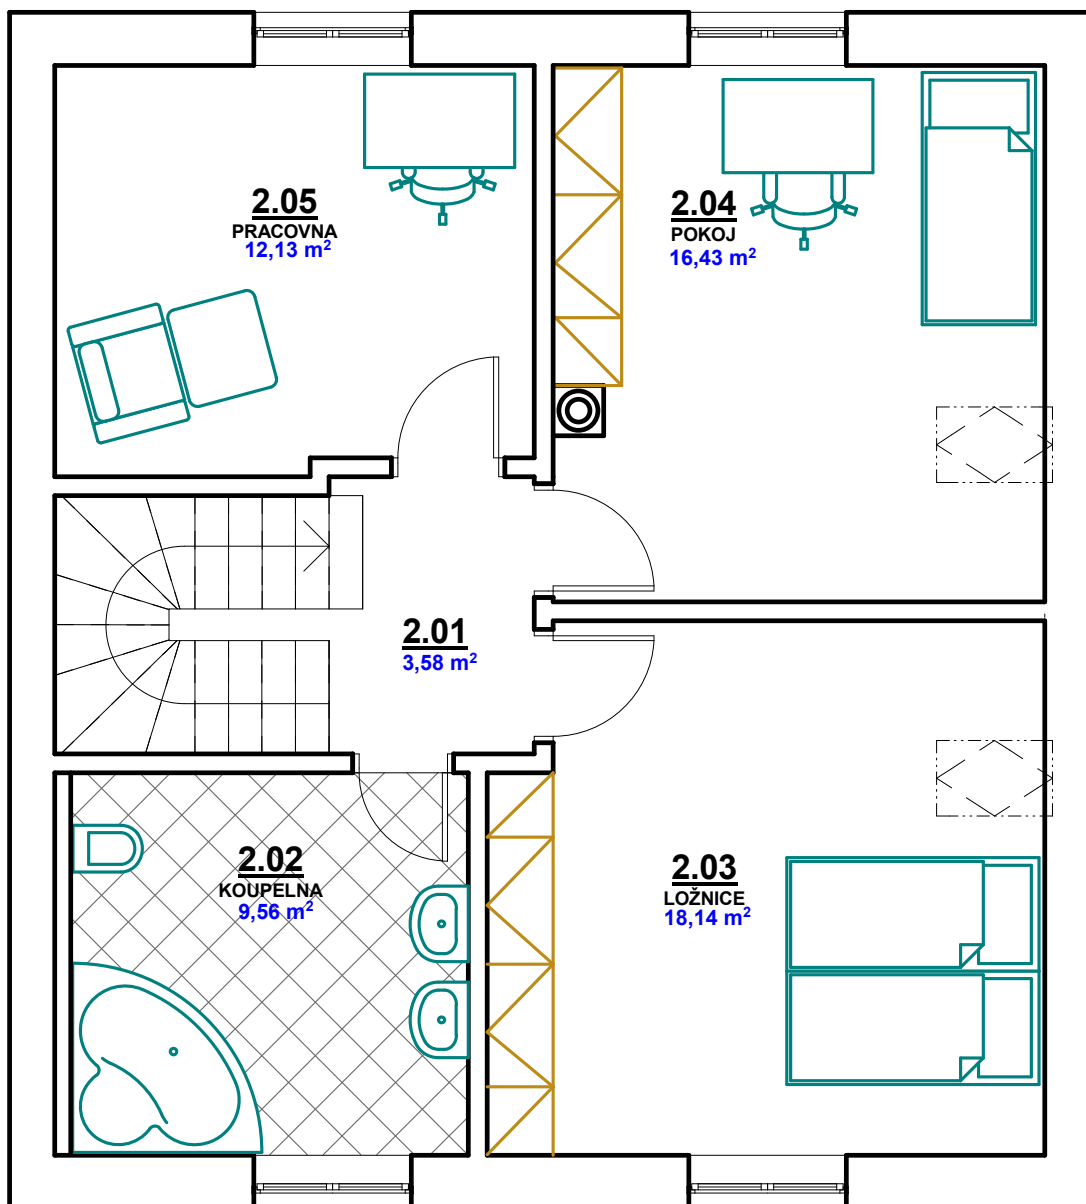 2.05
PRACOVNA
12,13 m²
2.04
POKOJ
16,43 m²
2.01
3,58 m²
2.02
KOUPELNA
9,56 m²
2.03
LOŽNICE
18,14 m²